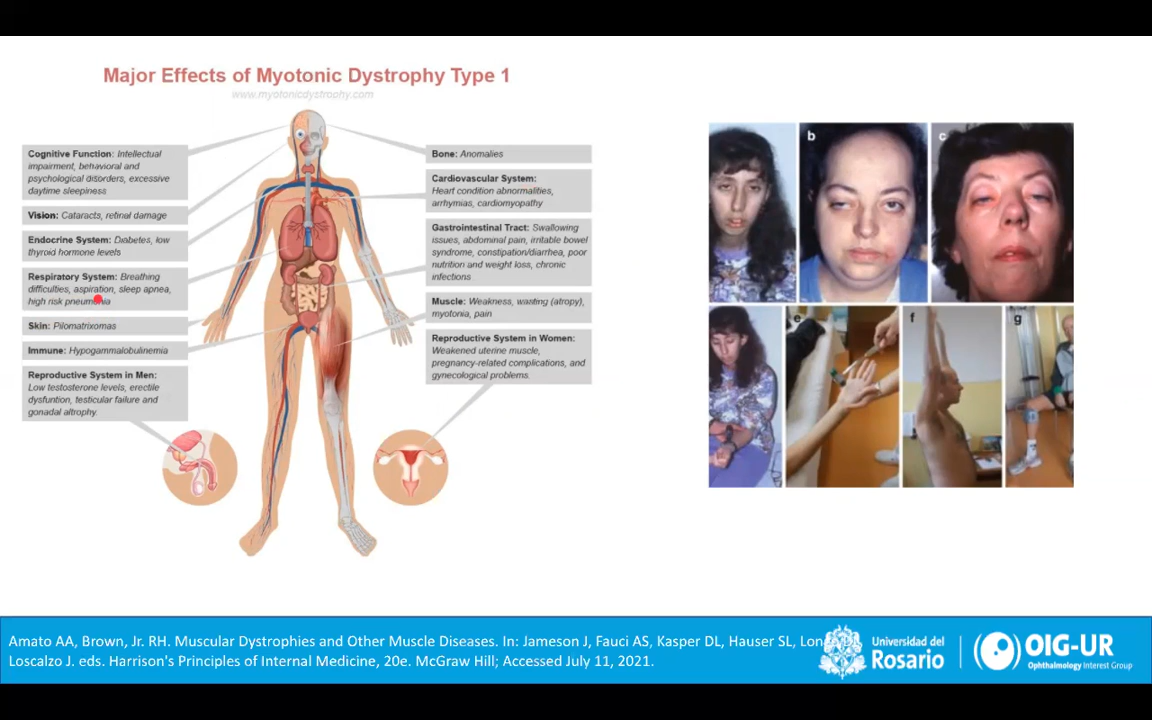 Major Effects of Myotonic Dystrophy Type 1
www.myotonicdystrophy.com
Cognitive Function: Intellectual
impairment, behavioral and
psychological disorders, excessive
daytime sleepiness
Vision: Cataracts, retinal damage
Endocrine System: Diabetes, low
thyroid hormone levels
Respiratory System: Breathing
difficulties, aspiration, sleep apnea,
high risk pneumonia
Skin: Pilomatrixomas
Immune: Hypogammalobulinemia
Reproductive System in Men:
Low testosterone levels, erectile
dysfuntion, testicular failure and
gonadal altrophy.
Bone: Anomalies
Cardiovascular System:
Heart condition abnormalities,
arrhymias, cardiomyopathy
Gastrointestinal Tract: Swallowing
issues, abdominal pain, irritable bowel
syndrome, constipation/diarrhea, poor
nutrition and weight loss, chronic
infections
Muscle: Weakness, wasting (atropy),
myotonia, pain
Reproductive System in Women:
Weakened uterine muscle,
pregnancy-related complications, and
gynecological problems.
b
c
e
f
g
Amato AA, Brown, Jr. RH. Muscular Dystrophies and Other Muscle Diseases. In: Jameson J, Fauci AS, Kasper DL, Hauser SL,
Loscalzo J. eds. Harrison's Principles of Internal Medicine, 20e. McGraw Hill; Accessed July 11, 2021.
Universidad del
Rosario
OIG-UR
Ophthalmology Interest Group